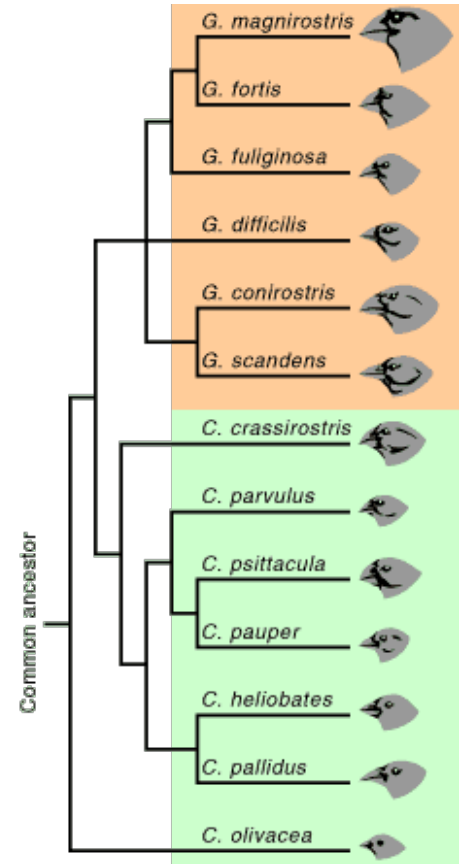 G. magnirostris
G. fortis
G. fuliginosa
G. difficilis
G. conirostris
G. scandens
C. crassirostris
C. parvulus
C. psittacula
C. pauper
C. heliobates
C. pallidus
C. olivacea
Common ancestor